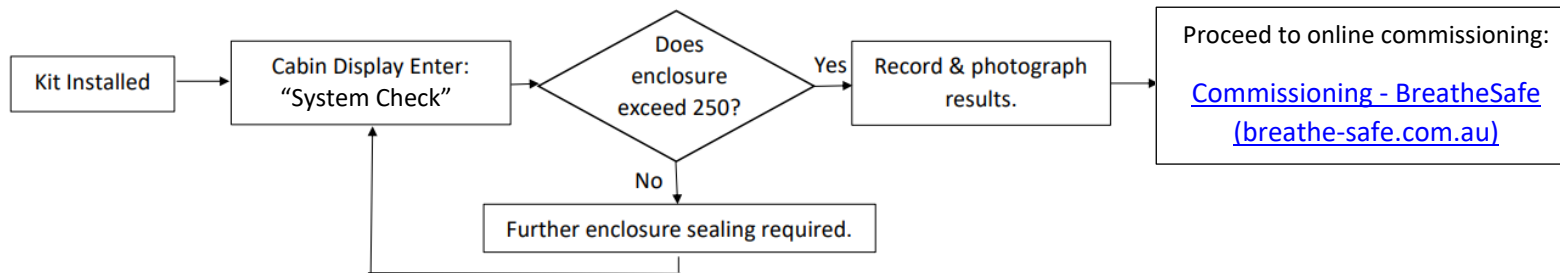 Kit Installed
Cabin Display Enter:
“System Check”
Does
enclosure
exceed 250?
Yes
Record & photograph
results.
Proceed to online commissioning:
Commissioning - BreatheSafe
(breathe-safe.com.au)
No
Further enclosure sealing required.